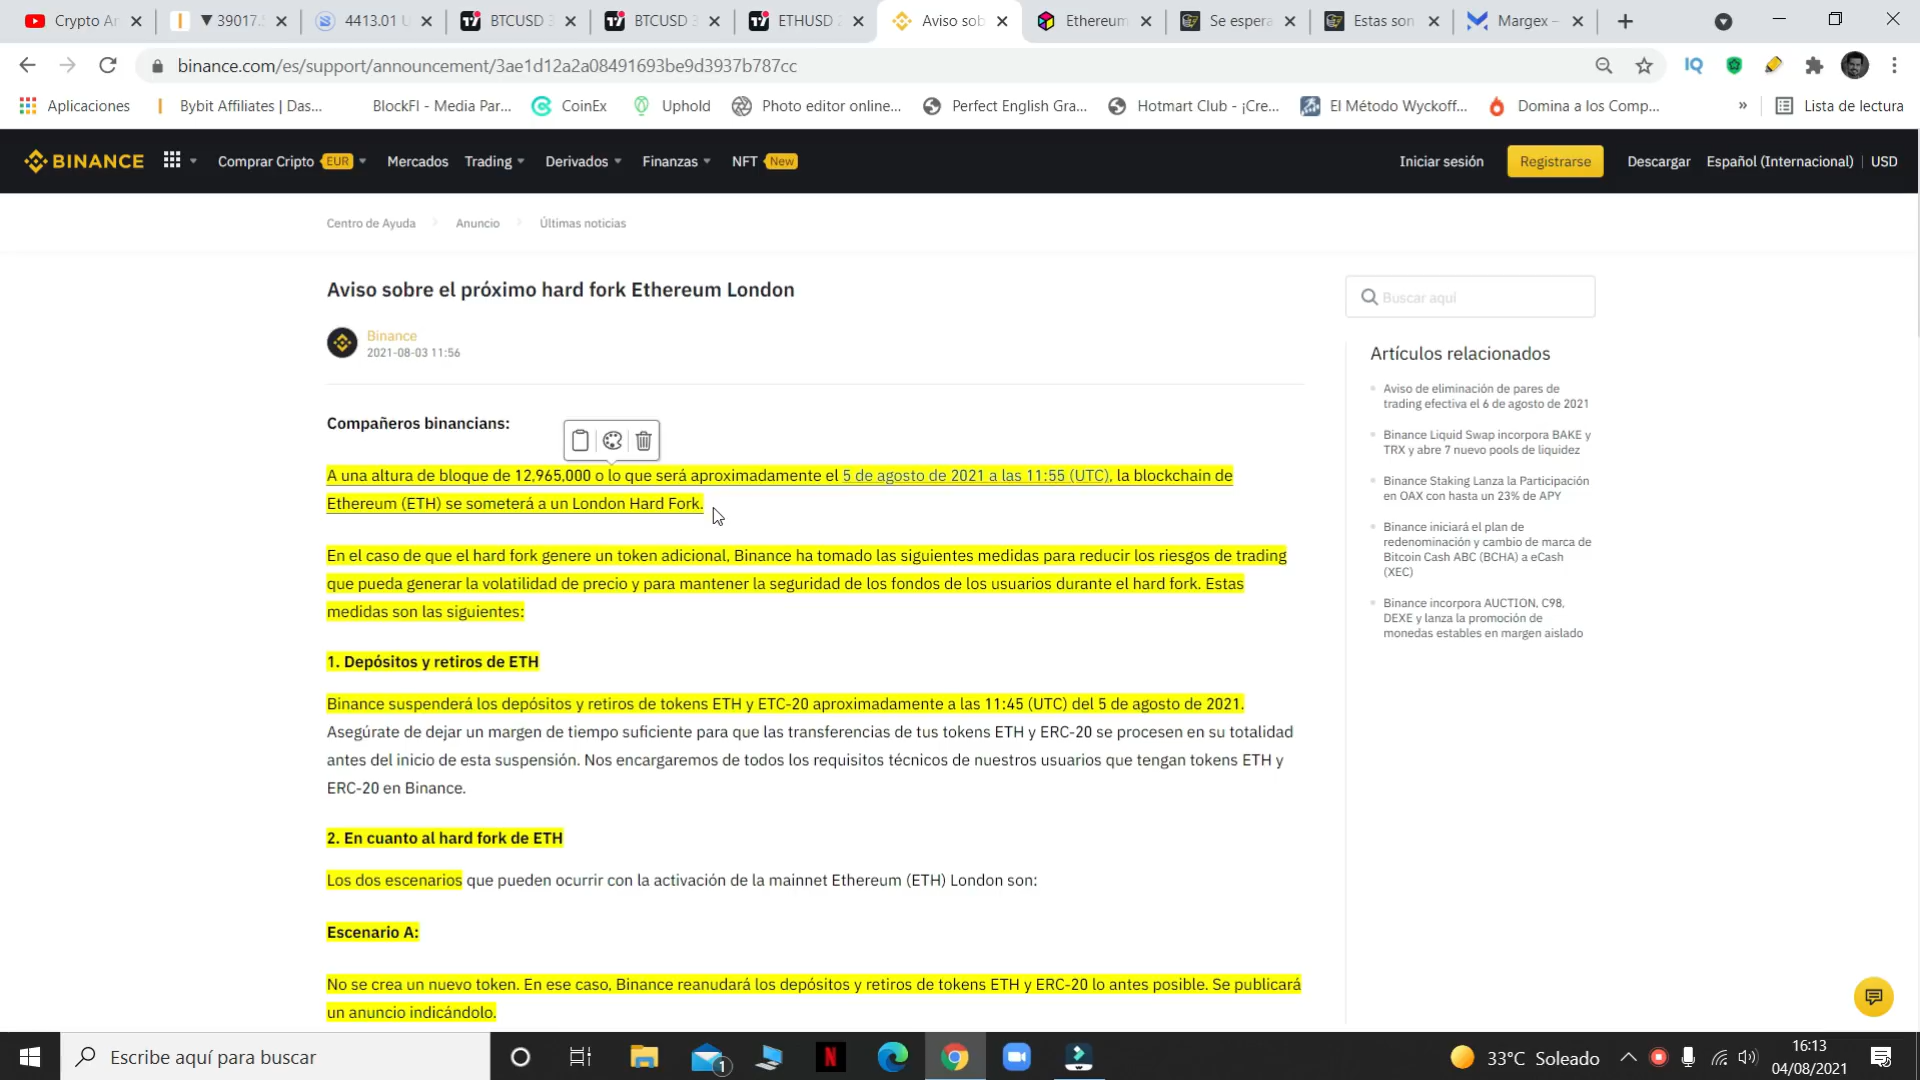 Crypto Ar
▼ 39017.
4413.01 U
BTCUSD 3
BTCUSD 3
ETHUSD 2
Aviso sob
Ethereum
Se espera
Estas son
Margex –
binance.com/es/support/announcement/3ae1d12a2a08491693be9d3937b787cc
IQ
Aplicaciones
Bybit Affiliates | Das...
BlockFI - Media Par...
CoinEx
Uphold
Photo editor online...
Perfect English Gra...
Hotmart Club - ¡Cre...
El Método Wyckoff...
Domina a los Comp...
»
Lista de lectura
BINANCE
Comprar Cripto EUR
Mercados
Trading
Derivados
Finanzas
NFT New
Iniciar sesión
Registrarse
Descargar
Español (Internacional)
USD
Centro de Ayuda
Anuncio
Últimas noticias
Aviso sobre el próximo hard fork Ethereum London
Binance
2021-08-03 11:56
Compañeros binancians:
A una altura de bloque de 12,965,000 o lo que será aproximadamente el 5 de agosto de 2021 a las 11:55 (UTC), la blockchain de
Ethereum (ETH) se someterá a un London Hard Fork.
En el caso de que el hard fork genere un token adicional, Binance ha tomado las siguientes medidas para reducir los riesgos de trading
que pueda generar la volatilidad de precio y para mantener la seguridad de los fondos de los usuarios durante el hard fork. Estas
medidas son las siguientes:
1. Depósitos y retiros de ETH
Binance suspenderá los depósitos y retiros de tokens ETH y ETC-20 aproximadamente a las 11:45 (UTC) del 5 de agosto de 2021.
Asegúrate de dejar un margen de tiempo suficiente para que las transferencias de tus tokens ETH y ERC-20 se procesen en su totalidad
antes del inicio de esta suspensión. Nos encargaremos de todos los requisitos técnicos de nuestros usuarios que tengan tokens ETH y
ERC-20 en Binance.
2. En cuanto al hard fork de ETH
Los dos escenarios que pueden ocurrir con la activación de la mainnet Ethereum (ETH) London son:
Escenario A:
No se crea un nuevo token. En ese caso, Binance reanudará los depósitos y retiros de tokens ETH y ERC-20 lo antes posible. Se publicará
un anuncio indicándolo.
Buscar aquí
Artículos relacionados
Aviso de eliminación de pares de
trading efectiva el 6 de agosto de 2021
Binance Liquid Swap incorpora BAKE y
TRX y abre 7 nuevo pools de liquidez
Binance Staking Lanza la Participación
en OAX con hasta un 23% de APY
Binance iniciará el plan de
redenominación y cambio de marca de
Bitcoin Cash ABC (BCHA) a eCash
(XEC)
Binance incorpora AUCTION, C98,
DEXE y lanza la promoción de
monedas estables en margen aislado
Escribe aquí para buscar
1
N
33°C Soleado
16:13
04/08/2021